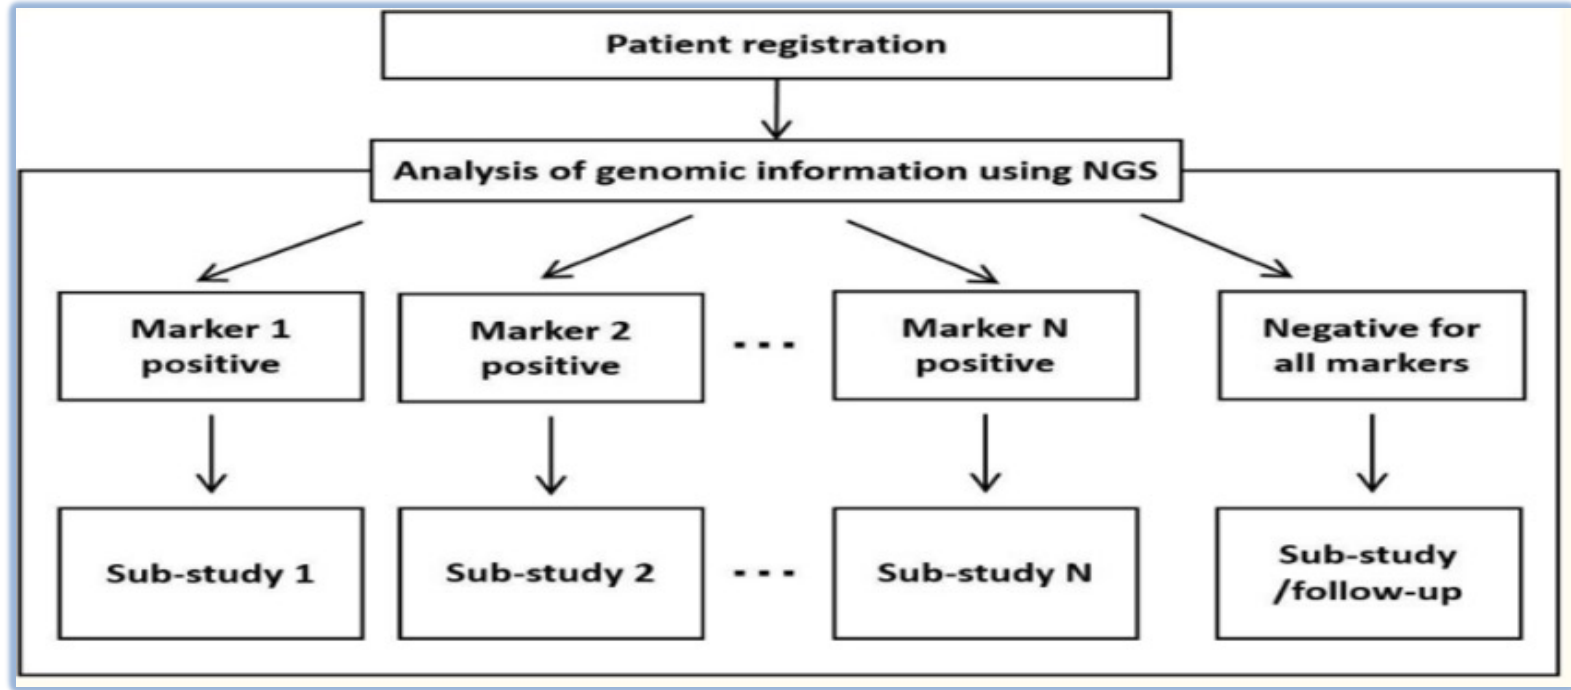 Patient registration
Analysis of genomic information using NGS
Marker 1
positive
Marker 2
positive
...
Marker N
positive
Negative for
all markers
Sub-study 1
Sub-study 2
...
Sub-study N
Sub-study
/follow-up